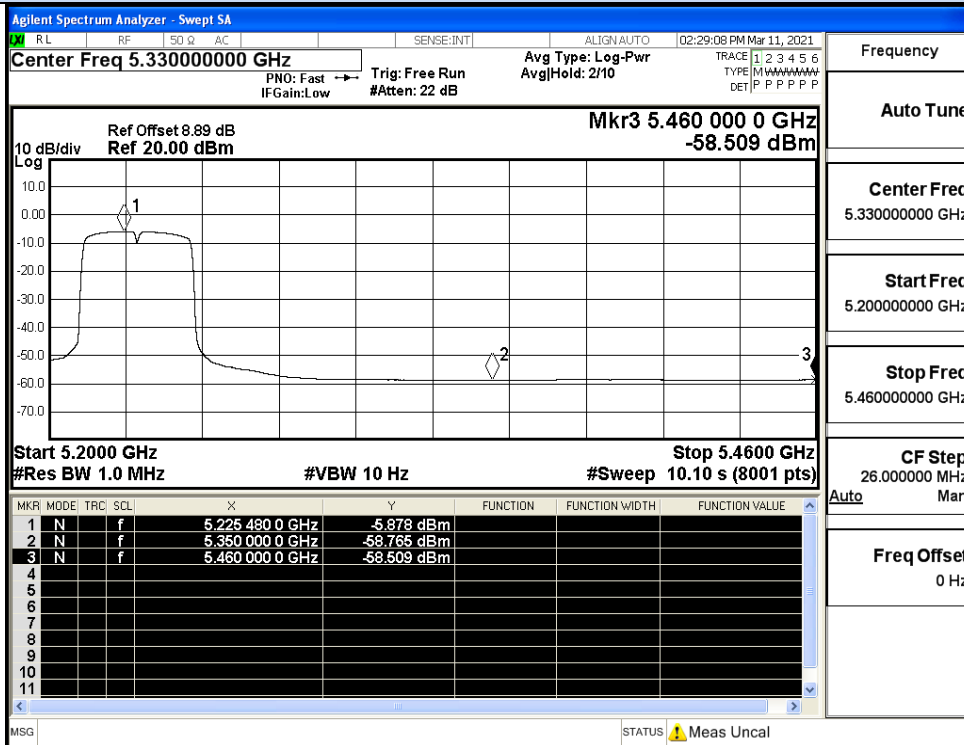 Agilent Spectrum Analyzer - Swept SA
LXI RL RF 50 Ω AC SENSE:INT ALIGN AUTO 02:29:08 PM Mar 11, 2021
Center Freq 5.330000000 GHz
PNO: Fast
IFGain:Low
Trig: Free Run
#Atten: 22 dB
Avg Type: Log-Pwr
Avg|Hold: 2/10
TRACE 1 2 3 4 5 6
TYPE M W W W W W
DET P P P P P P
Mkr3 5.460 000 0 GHz
-58.509 dBm
Ref Offset 8.89 dB
10 dB/div Ref 20.00 dBm
Log
10.0
0.00
-10.0
-20.0
-30.0
-40.0
-50.0
-60.0
-70.0
1
2
3
Start 5.2000 GHz Stop 5.4600 GHz
#Res BW 1.0 MHz #VBW 10 Hz #Sweep 10.10 s (8001 pts)
MKR MODE TRC SCL X Y FUNCTION FUNCTION WIDTH FUNCTION VALUE
1 N f 5.225 480 0 GHz -5.878 dBm
2 N f 5.350 000 0 GHz -58.765 dBm
3 N f 5.460 000 0 GHz -58.509 dBm
4
5
6
7
8
9
10
11
MSG STATUS Meas Uncal
Frequency
Auto Tune
Center Freq
5.330000000 GHz
Start Freq
5.200000000 GHz
Stop Freq
5.460000000 GHz
CF Step
26.000000 MHz
Auto Man
Freq Offset
0 Hz